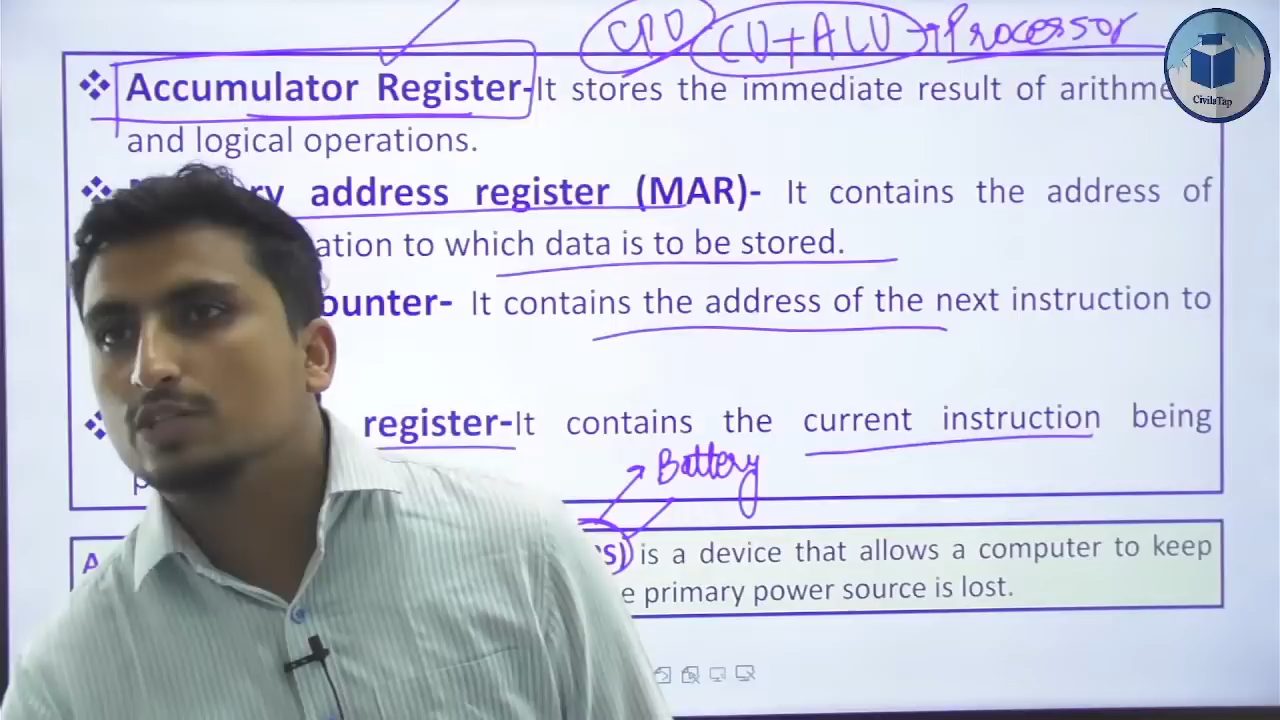 CPU CU+ALU → Processor
CivilsTap
Accumulator Register-It stores the immediate result of arithme
and logical operations.
ry address register (MAR)- It contains the address of
ation to which data is to be stored.
ounter- It contains the address of the next instruction to
register-It contains the current instruction being
p
Battery
A S) is a device that allows a computer to keep
e primary power source is lost.